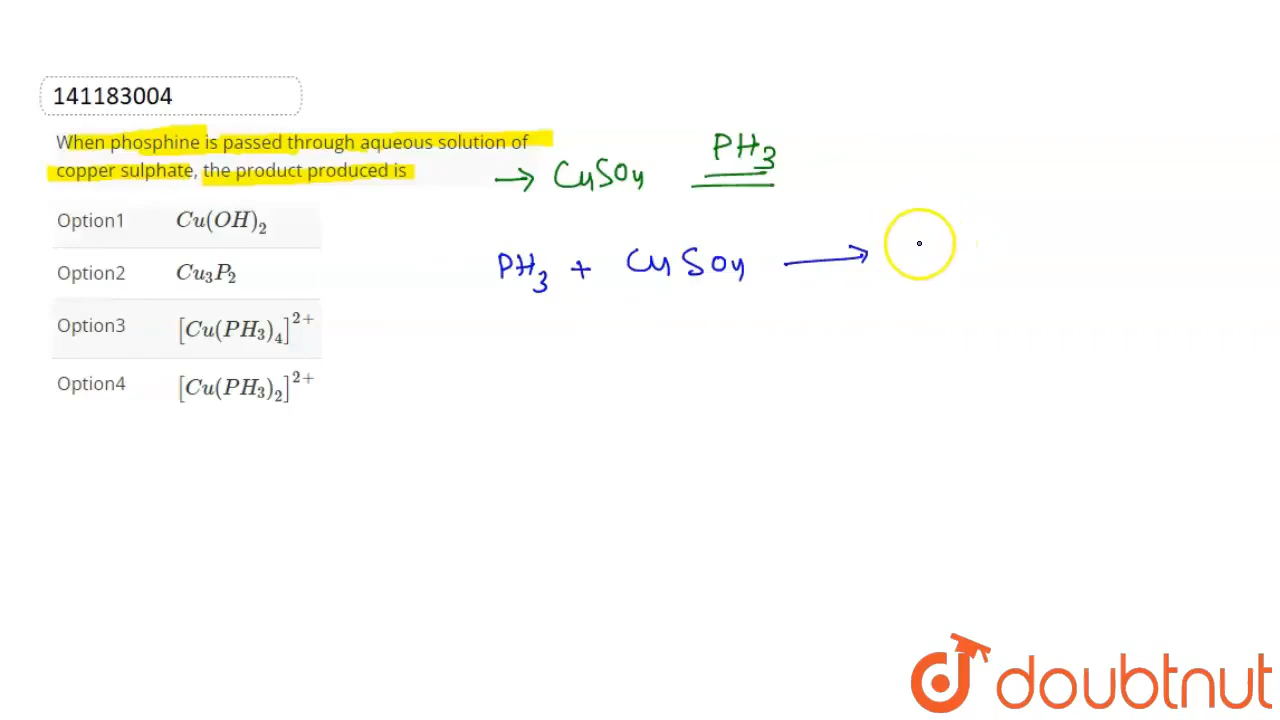 141183004
When phosphine is passed through aqueous solution of
copper sulphate, the product produced is
Option1 Cu(OH)₂
Option2 Cu₃P₂
Option3 [Cu(PH₃)₄]²⁺
Option4 [Cu(PH₃)₂]²⁺
→ CuSO₄ PH₃
PH₃ + CuSO₄ →
doubtnut